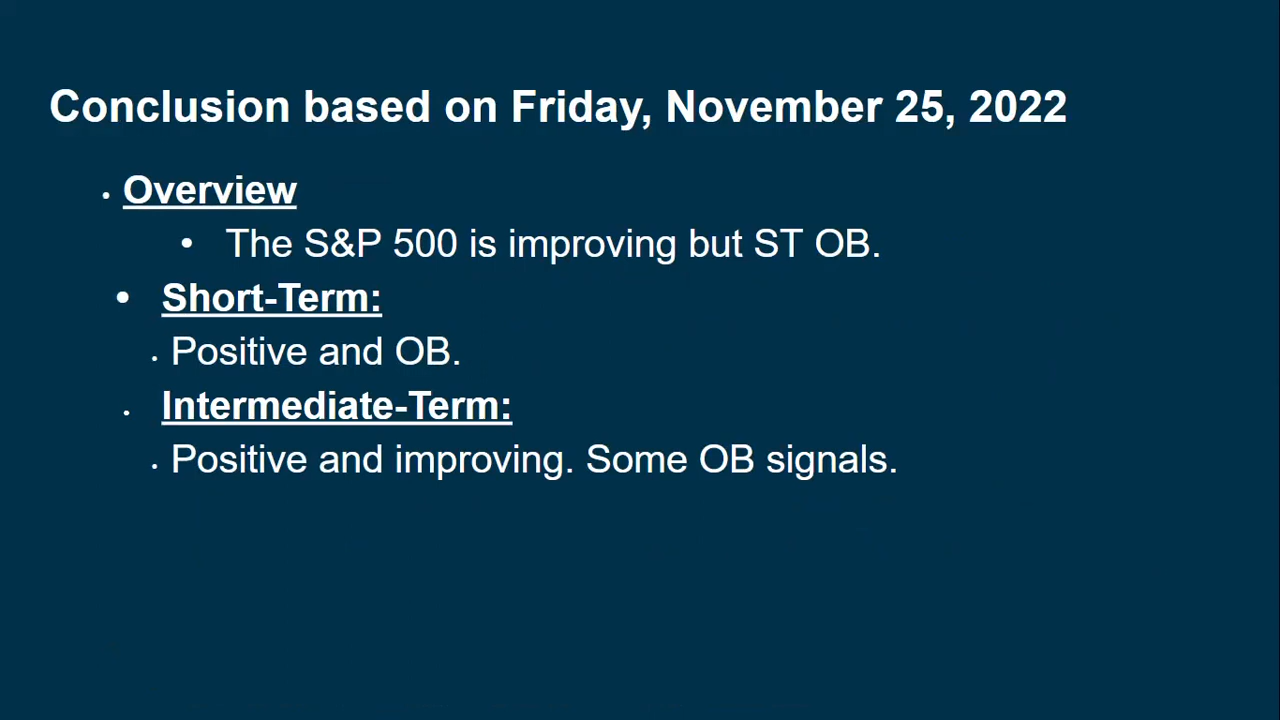 Conclusion based on Friday, November 25, 2022
• Overview
• The S&P 500 is improving but ST OB.
• Short-Term:
• Positive and OB.
• Intermediate-Term:
• Positive and improving. Some OB signals.